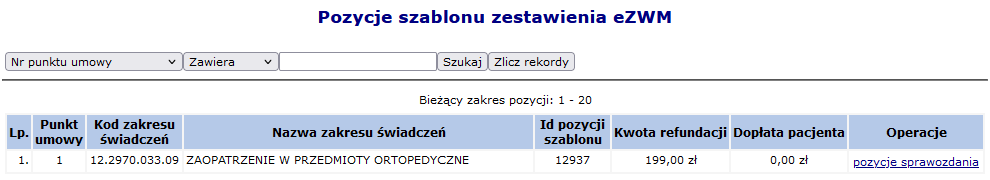 Pozycje szablonu zestawienia eZWM
Nr punktu umowy Zawiera Szukaj Zlicz rekordy
Bieżący zakres pozycji: 1 - 20
Lp. Punkt umowy Kod zakresu świadczeń Nazwa zakresu świadczeń Id pozycji szablonu Kwota refundacji Dopłata pacjenta Operacje
1. 1 12.2970.033.09 ZAOPATRZENIE W PRZEDMIOTY ORTOPEDYCZNE 12937 199,00 zł 0,00 zł pozycje sprawozdania